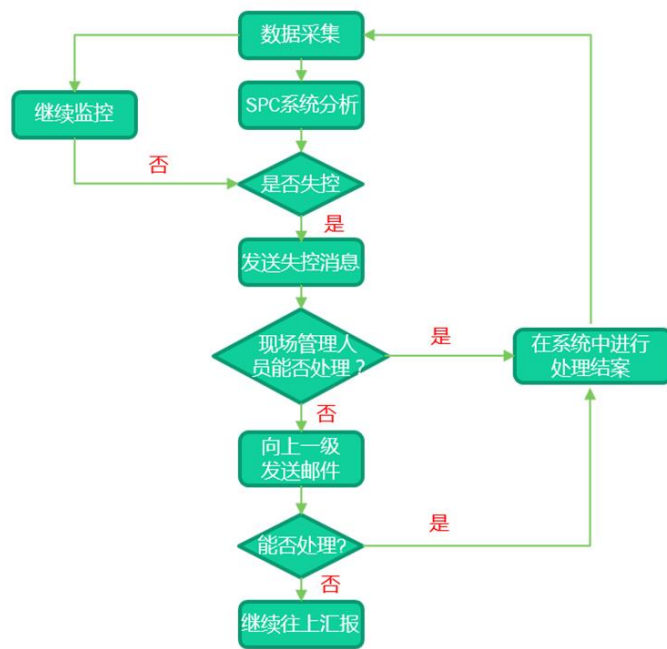 数据采集
SPC系统分析
继续监控
否
是否失控
是
发送失控消息
现场管理人
员能否处理？
是
在系统中进行
处理结案
否
向上一级
发送邮件
是
能否处理?
否
继续往上汇报